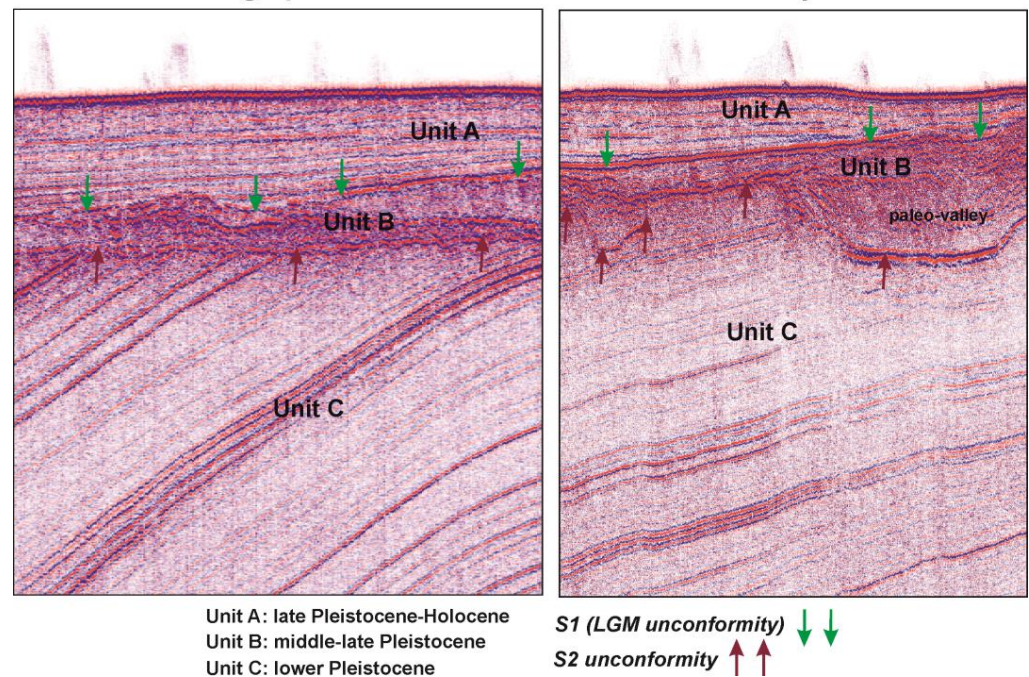 Unit A
Unit B
Unit C
Unit A
Unit B
paleo-valley
Unit C
Unit A: late Pleistocene-Holocene
Unit B: middle-late Pleistocene
Unit C: lower Pleistocene
S1 (LGM unconformity)
S2 unconformity